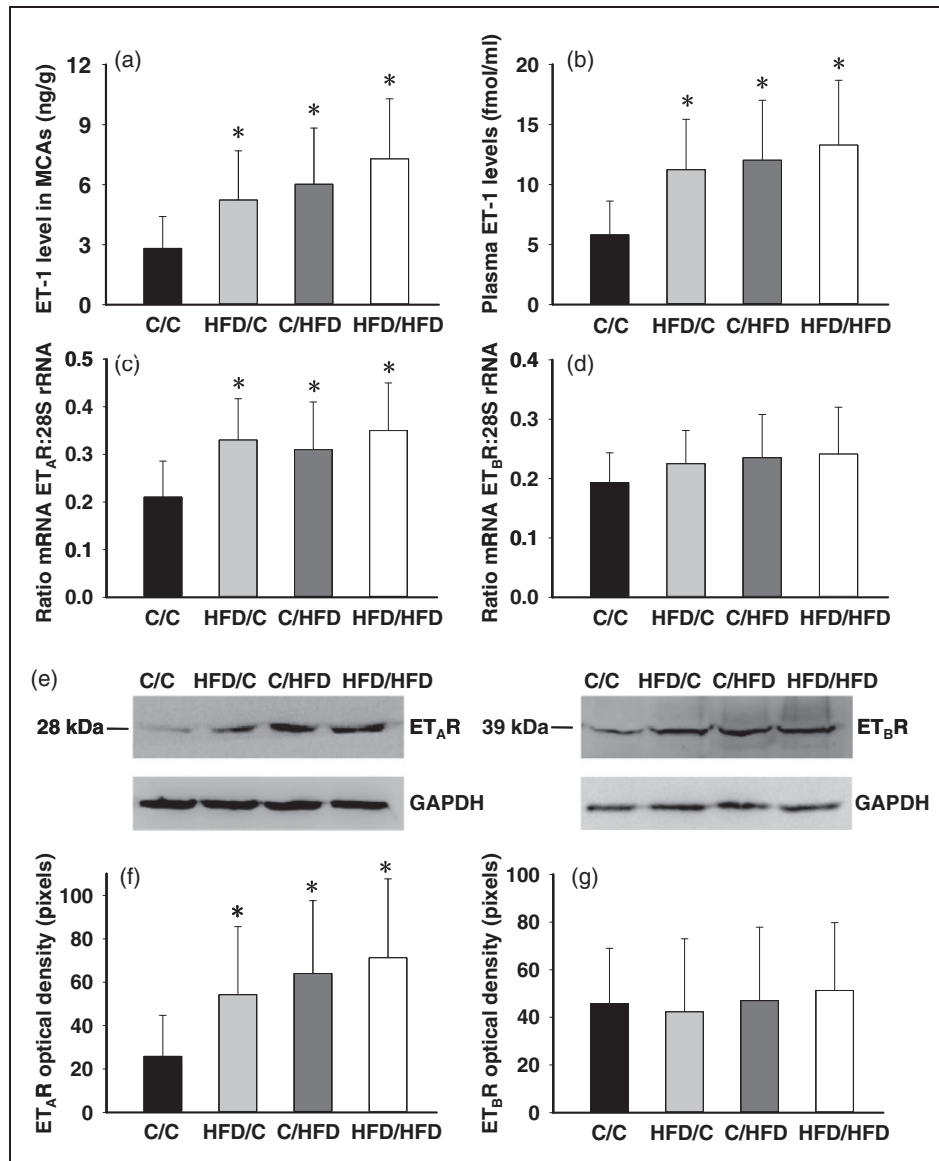 (a)
ET-1 level in MCAs (ng/g)
12
9
6
3
0
* * *
C/C HFD/C C/HFD HFD/HFD
(b)
Plasma ET-1 levels (fmol/ml)
20
15
10
5
0
* * *
C/C HFD/C C/HFD HFD/HFD
(c)
Ratio mRNA ETAR:28S rRNA
0.5
0.4
0.3
0.2
0.1
0.0
* * *
C/C HFD/C C/HFD HFD/HFD
(d)
Ratio mRNA ETBR:28S rRNA
0.4
0.3
0.2
0.1
0.0
C/C HFD/C C/HFD HFD/HFD
(e)
C/C HFD/C C/HFD HFD/HFD
28 kDa
ETAR
GAPDH
C/C HFD/C C/HFD HFD/HFD
39 kDa
ETBR
GAPDH
(f)
ETAR optical density (pixels)
100
80
60
40
20
0
* * *
C/C HFD/C C/HFD HFD/HFD
(g)
ETBR optical density (pixels)
100
80
60
40
20
0
C/C HFD/C C/HFD HFD/HFD